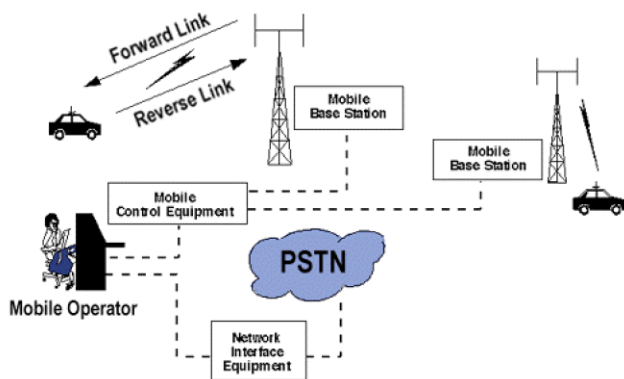 Forward Link
Reverse Link
Mobile
Base Station
Mobile
Base Station
Mobile
Control Equipment
PSTN
Mobile Operator
Network
Interface
Equipment